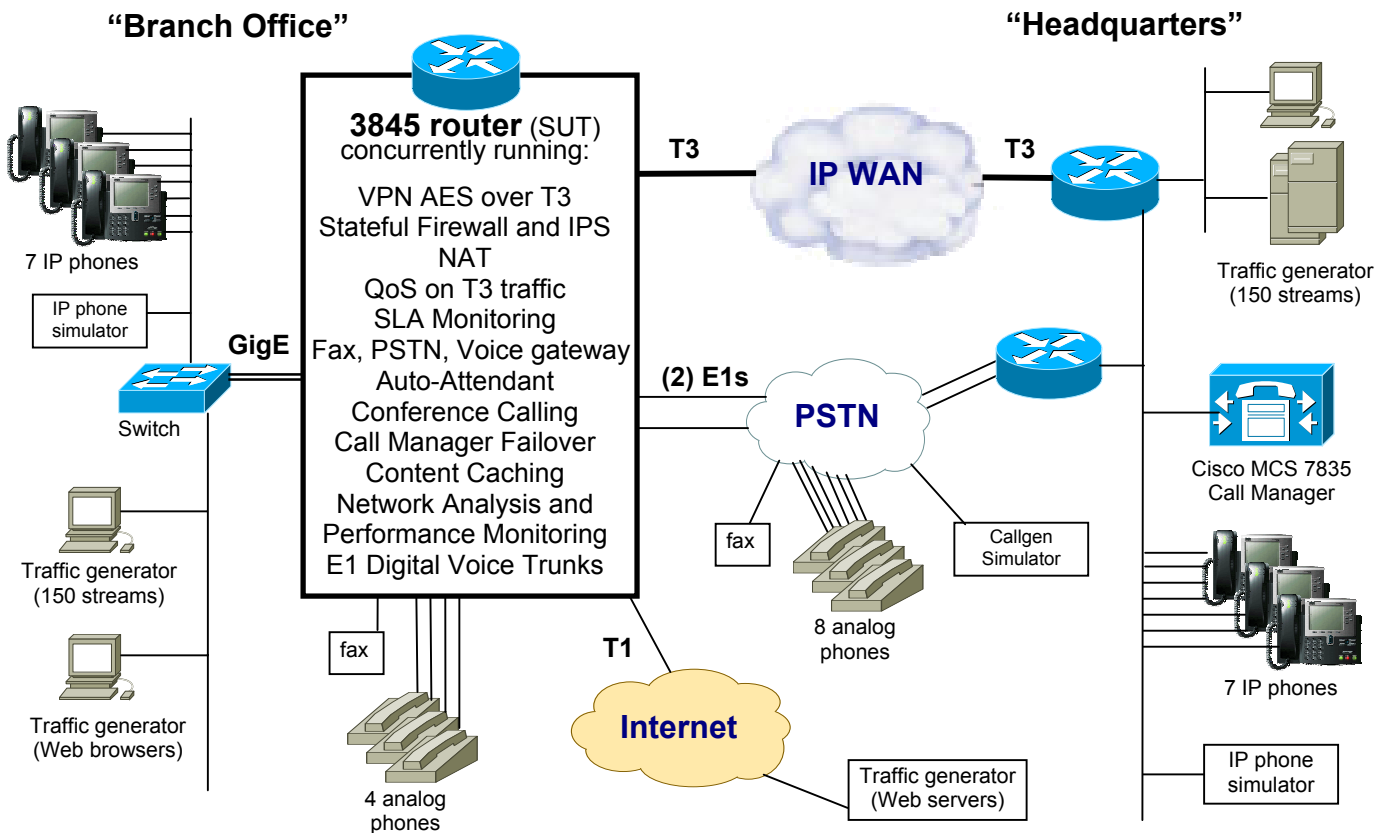 “Branch Office”
“Headquarters”
3845 router (SUT)
concurrently running:
VPN AES over T3
Stateful Firewall and IPS
NAT
QoS on T3 traffic
SLA Monitoring
Fax, PSTN, Voice gateway
Auto-Attendant
Conference Calling
Call Manager Failover
Content Caching
Network Analysis and
Performance Monitoring
E1 Digital Voice Trunks
7 IP phones
IP phone
simulator
GigE
Switch
Traffic generator
(150 streams)
Traffic generator
(Web browsers)
fax
4 analog
phones
T3
IP WAN
T3
(2) E1s
PSTN
fax
8 analog
phones
Callgen
Simulator
T1
Internet
Traffic generator
(Web servers)
Traffic generator
(150 streams)
Cisco MCS 7835
Call Manager
7 IP phones
IP phone
simulator